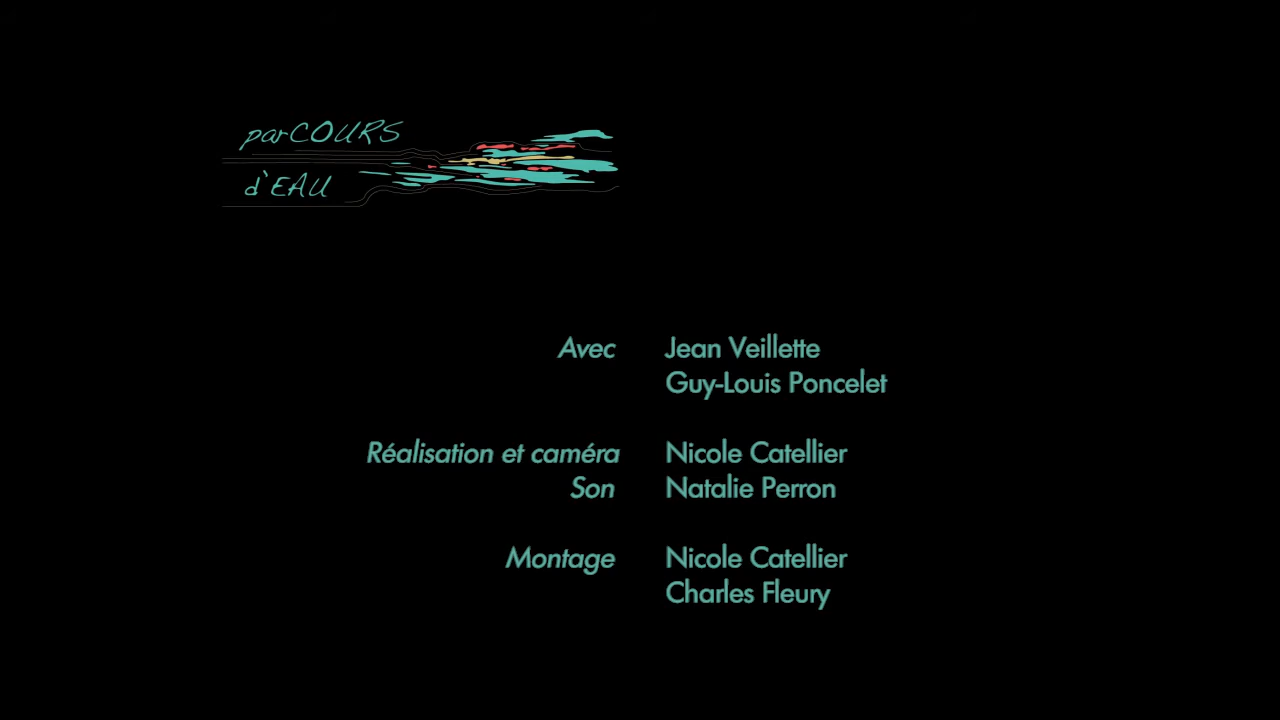 parCOURS
d'EAU
Avec Jean Veillette
Guy-Louis Poncelet
Réalisation et caméra Nicole Catellier
Son Natalie Perron
Montage Nicole Catellier
Charles Fleury